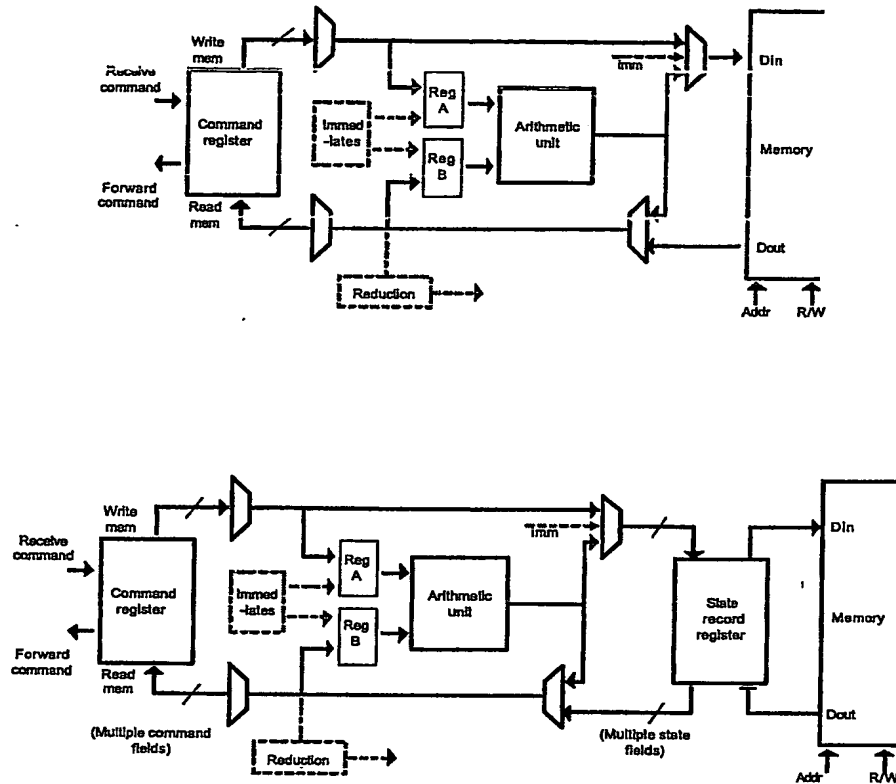 Write
mem
Receive
command
Command
register
Forward
command
Read
mem
Immed
-iates
Reg
A
Reg
B
Arithmetic
unit
Imm
Din
Memory
Dout
Addr
R/W
Reduction
Write
mem
Receive
command
Command
register
Forward
command
Read
mem
(Multiple command
fields)
Immed
-iates
Reg
A
Reg
B
Arithmetic
unit
Imm
State
record
register
(Multiple state
fields)
Din
Memory
Dout
Addr
R/W
Reduction